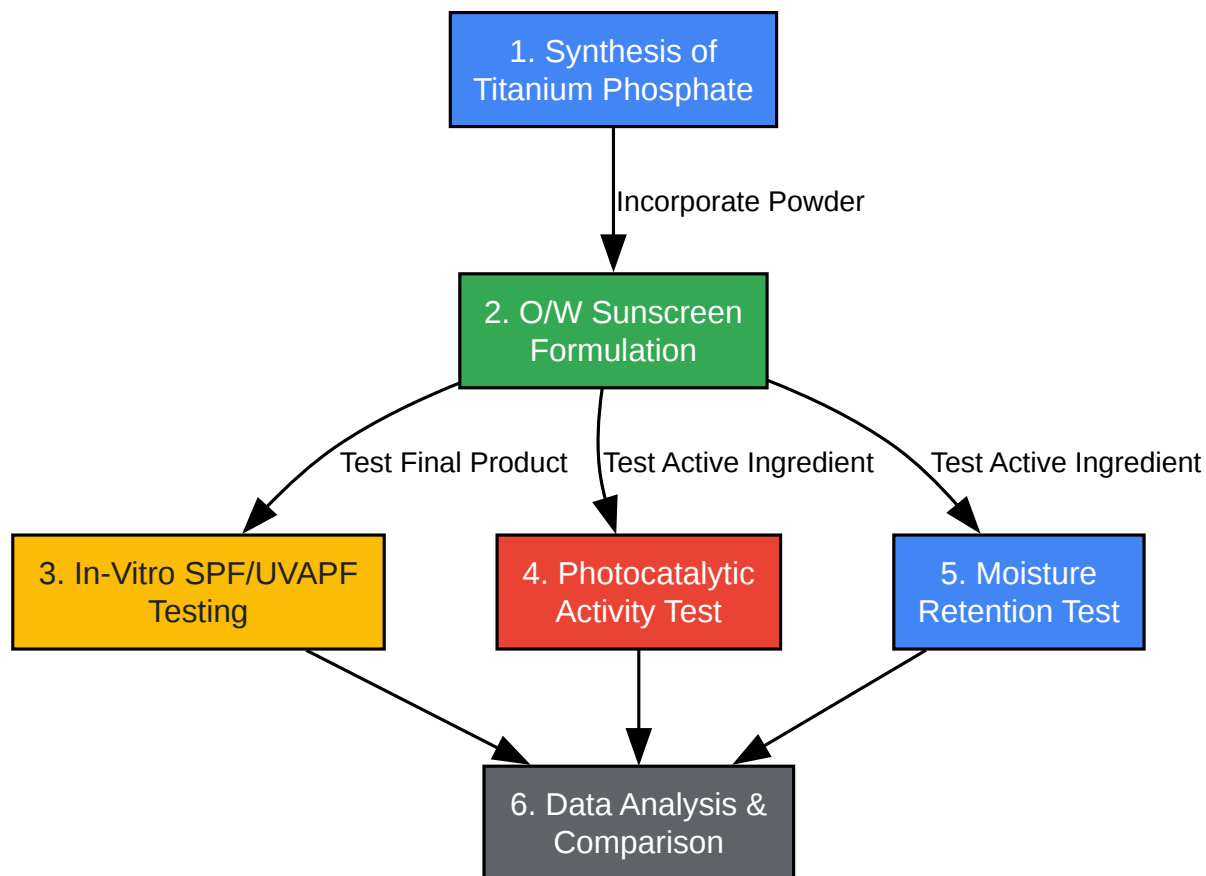 1. Synthesis of
Titanium Phosphate
Incorporate Powder
2. O/W Sunscreen
Formulation
Test Final Product
Test Active Ingredient
Test Active Ingredient
3. In-Vitro SPF/UVAPF
Testing
4. Photocatalytic
Activity Test
5. Moisture
Retention Test
6. Data Analysis &
Comparison